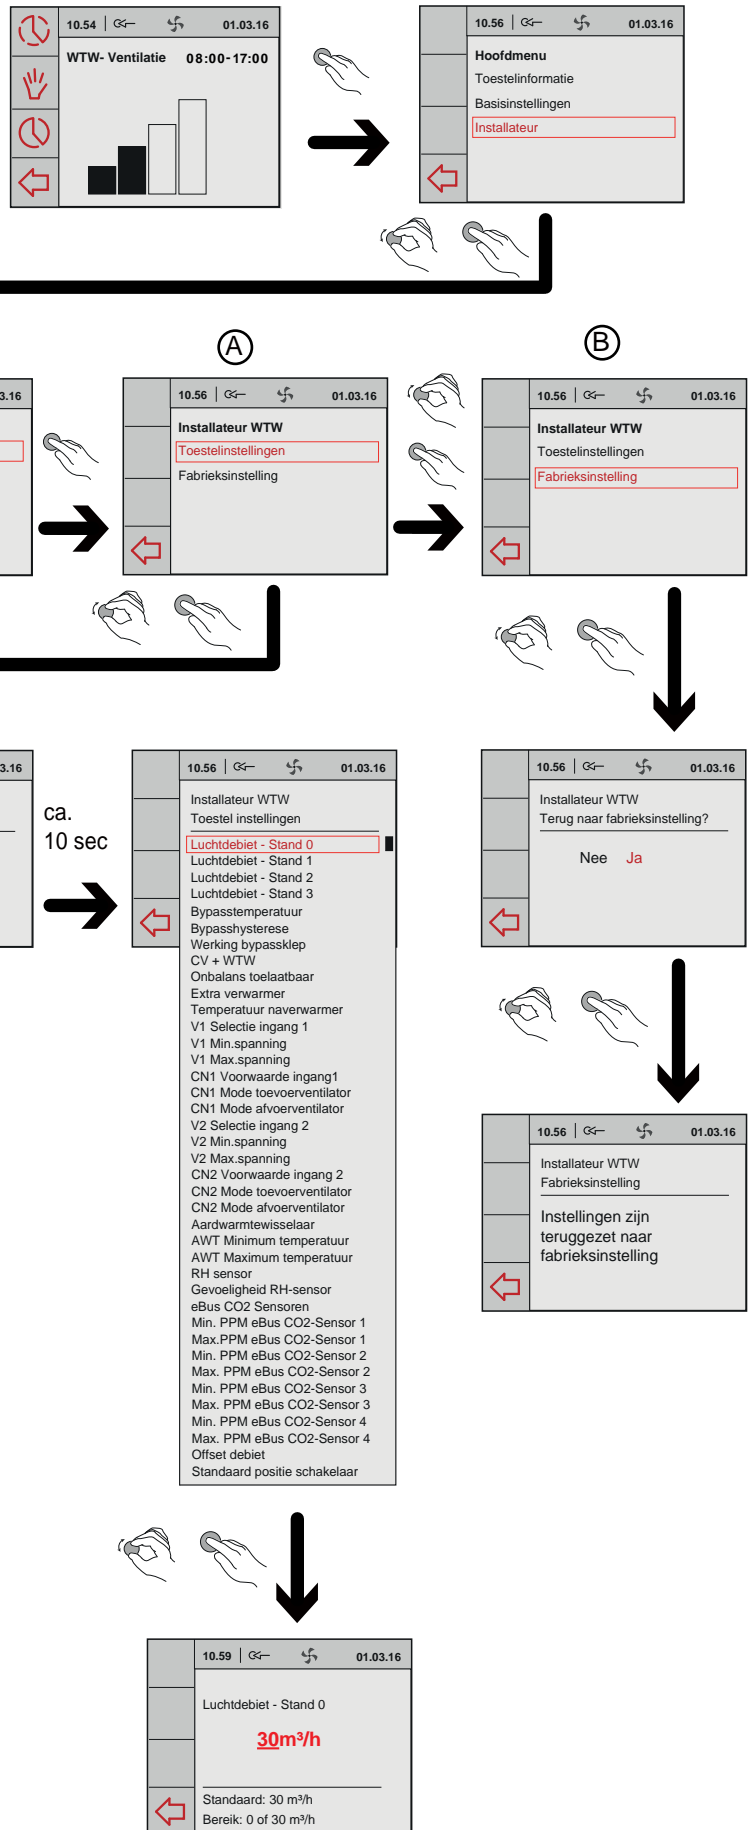 10.54
01.03.16
WTW- Ventilatie 08:00-17:00
10.56
01.03.16
Hoofdmenu
Toestelinformatie
Basisinstellingen
Installateur
A
B
3.16
10.56
01.03.16
Installateur WTW
Toestelinstellingen
Fabrieksinstelling
10.56
01.03.16
Installateur WTW
Toestelinstellingen
Fabrieksinstelling
3.16
ca.
10 sec
10.56
01.03.16
Installateur WTW
Toestel instellingen
Luchtdebiet - Stand 0
Luchtdebiet - Stand 1
Luchtdebiet - Stand 2
Luchtdebiet - Stand 3
Bypasstemperatuur
Bypasshysterese
Werking bypassklep
CV + WTW
Onbalans toelaatbaar
Extra verwarmer
Temperatuur naverwarmer
V1 Selectie ingang 1
V1 Min.spanning
V1 Max.spanning
CN1 Voorwaarde ingang1
CN1 Mode toevoerventilator
CN1 Mode afvoerventilator
V2 Selectie ingang 2
V2 Min.spanning
V2 Max.spanning
CN2 Voorwaarde ingang 2
CN2 Mode toevoerventilator
CN2 Mode afvoerventilator
Aardwarmtewisselaar
AWT Minimum temperatuur
AWT Maximum temperatuur
RH sensor
Gevoeligheid RH-sensor
eBus CO2 Sensoren
Min. PPM eBus CO2-Sensor 1
Max.PPM eBus CO2-Sensor 1
Min. PPM eBus CO2-Sensor 2
Max. PPM eBus CO2-Sensor 2
Min. PPM eBus CO2-Sensor 3
Max. PPM eBus CO2-Sensor 3
Min. PPM eBus CO2-Sensor 4
Max. PPM eBus CO2-Sensor 4
Offset debiet
Standaard positie schakelaar
10.56
01.03.16
Installateur WTW
Terug naar fabrieksinstelling?
Nee Ja
10.56
01.03.16
Installateur WTW
Fabrieksinstelling
Instellingen zijn
teruggezet naar
fabrieksinstelling
10.59
01.03.16
Luchtdebiet - Stand 0
30m³/h
Standaard: 30 m³/h
Bereik: 0 of 30 m³/h